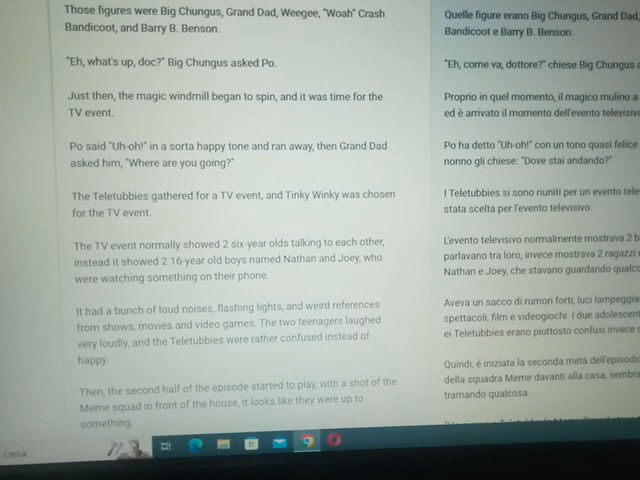 Those figures were Big Chungus, Grand Dad, Weegee, "Woah" Crash
Bandicoot, and Barry B. Benson.
"Eh, what's up, doc?" Big Chungus asked Po.
Just then, the magic windmill began to spin, and it was time for the
TV event.
Po said "Uh-oh!" in a sorta happy tone and ran away, then Grand Dad
asked him, "Where are you going?"
The Teletubbies gathered for a TV event, and Tinky Winky was chosen
for the TV event.
The TV event normally showed 2 six-year olds talking to each other,
instead it showed 2 16-year old boys named Nathan and Joey, who
were watching something on their phone.
It had a bunch of loud noises, flashing lights, and weird references
from shows, movies and video games. The two teenagers laughed
very loudly, and the Teletubbies were rather confused instead of
happy.
Then, the second half of the episode started to play, with a shot of the
Meme squad in front of the house, it looks like they were up to
something.
Quelle figure erano Big Chungus, Grand Dad,
Bandicoot e Barry B. Benson.
"Eh, come va, dottore?" chiese Big Chungus a
Proprio in quel momento, il magico mulino a
ed è arrivato il momento dell'evento televisivo
Po ha detto "Uh-oh!" con un tono quasi felice
nonno gli chiese: "Dove stai andando?"
I Teletubbies si sono riuniti per un evento tele
stata scelta per l'evento televisivo.
L'evento televisivo normalmente mostrava 2 b
parlavano tra loro, invece mostrava 2 ragazzi
Nathan e Joey, che stavano guardando qualco
Aveva un sacco di rumori forti, luci lampeggia
spettacoli, film e videogiochi. I due adolescent
ei Teletubbies erano piuttosto confusi invece
Quindi, è iniziata la seconda metà dell'episodio
della squadra Meme davanti alla casa, sembra
tramando qualcosa.
Cerca